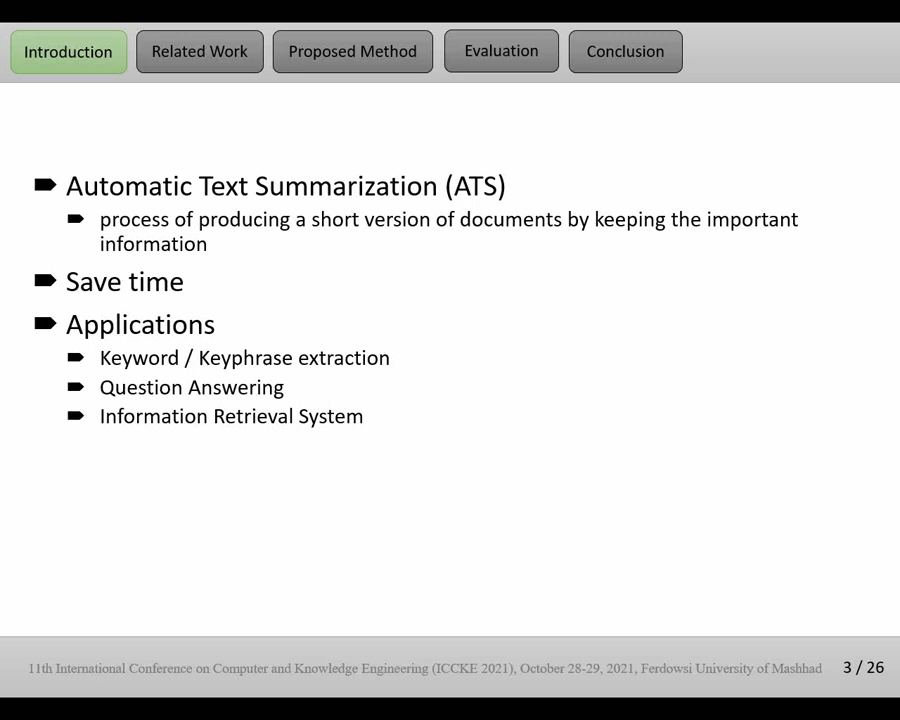 Introduction
Related Work
Proposed Method
Evaluation
Conclusion
Automatic Text Summarization (ATS)
process of producing a short version of documents by keeping the important
information
Save time
Applications
Keyword / Keyphrase extraction
Question Answering
Information Retrieval System
11th International Conference on Computer and Knowledge Engineering (ICCKE 2021), October 28-29, 2021, Ferdowsi University of Mashhad
3 / 26